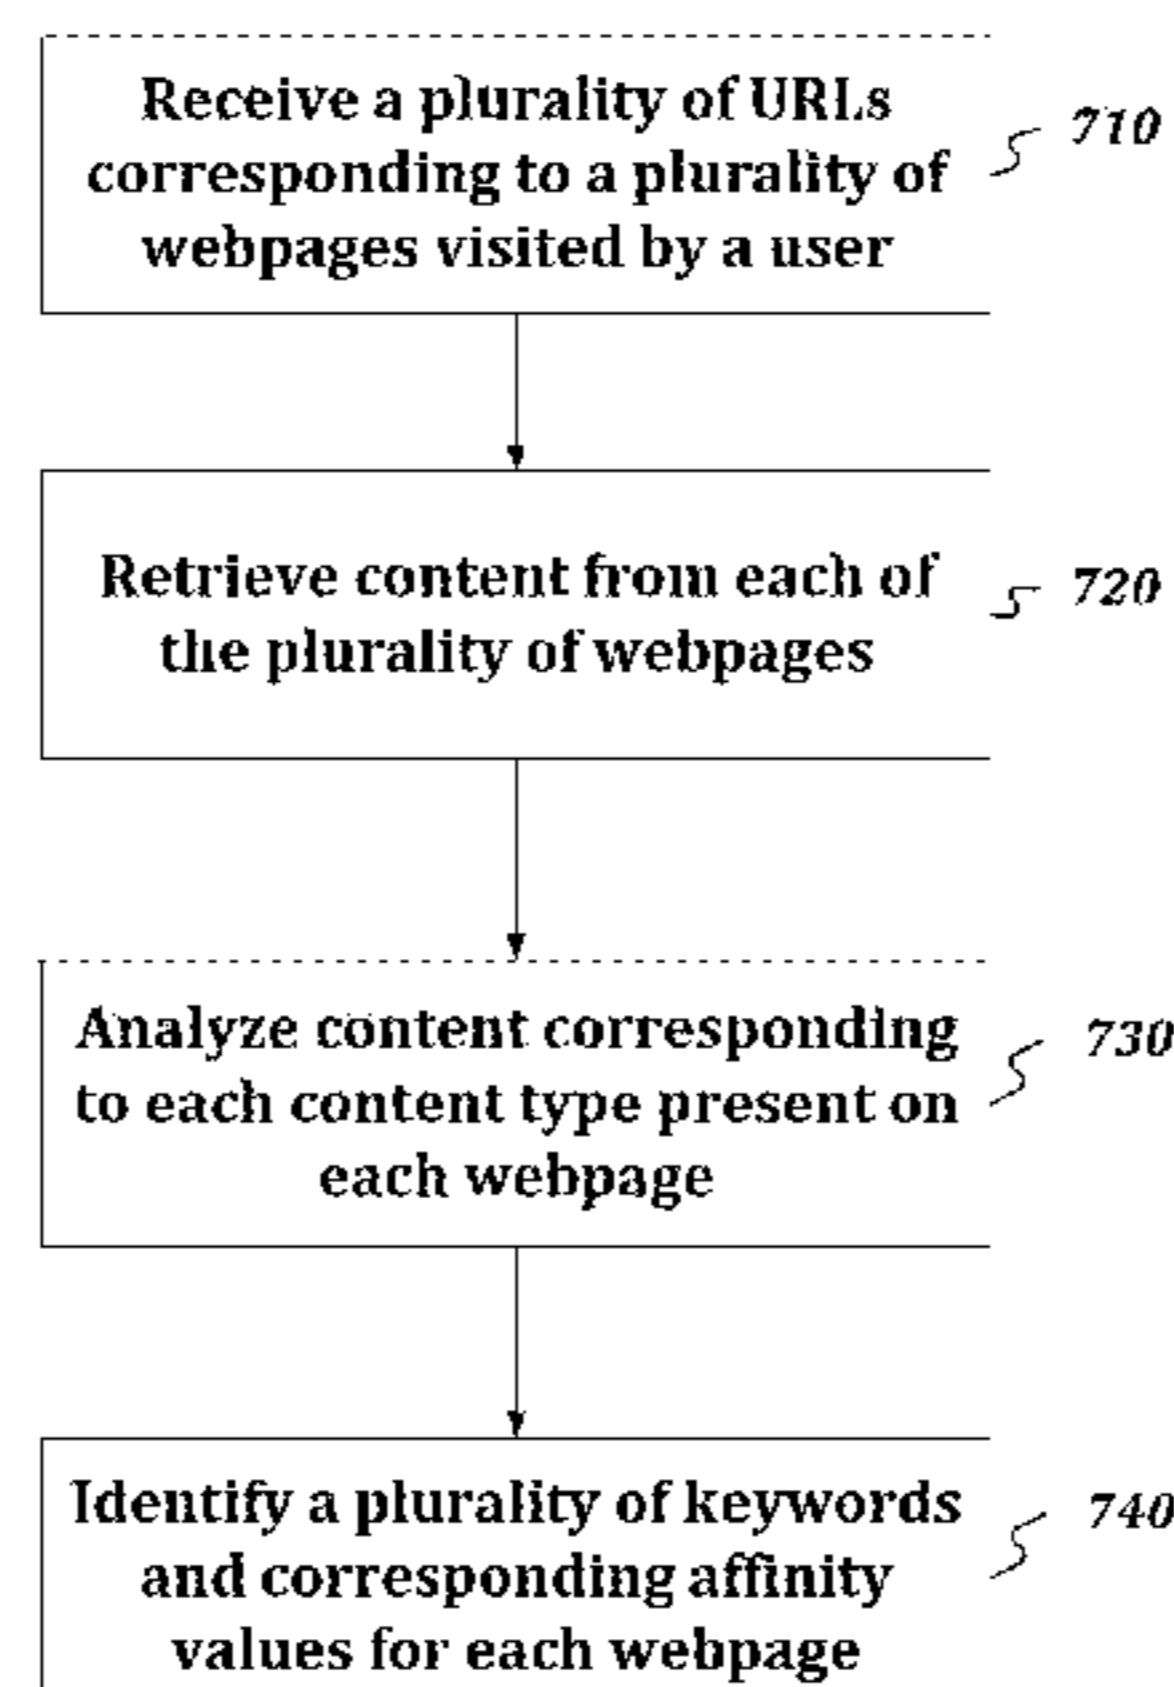 Receive a plurality of URLs
corresponding to a plurality of
webpages visited by a user
710
Retrieve content from each of
the plurality of webpages
720
Analyze content corresponding
to each content type present on
each webpage
730
Identify a plurality of keywords
and corresponding affinity
values for each webpage
740